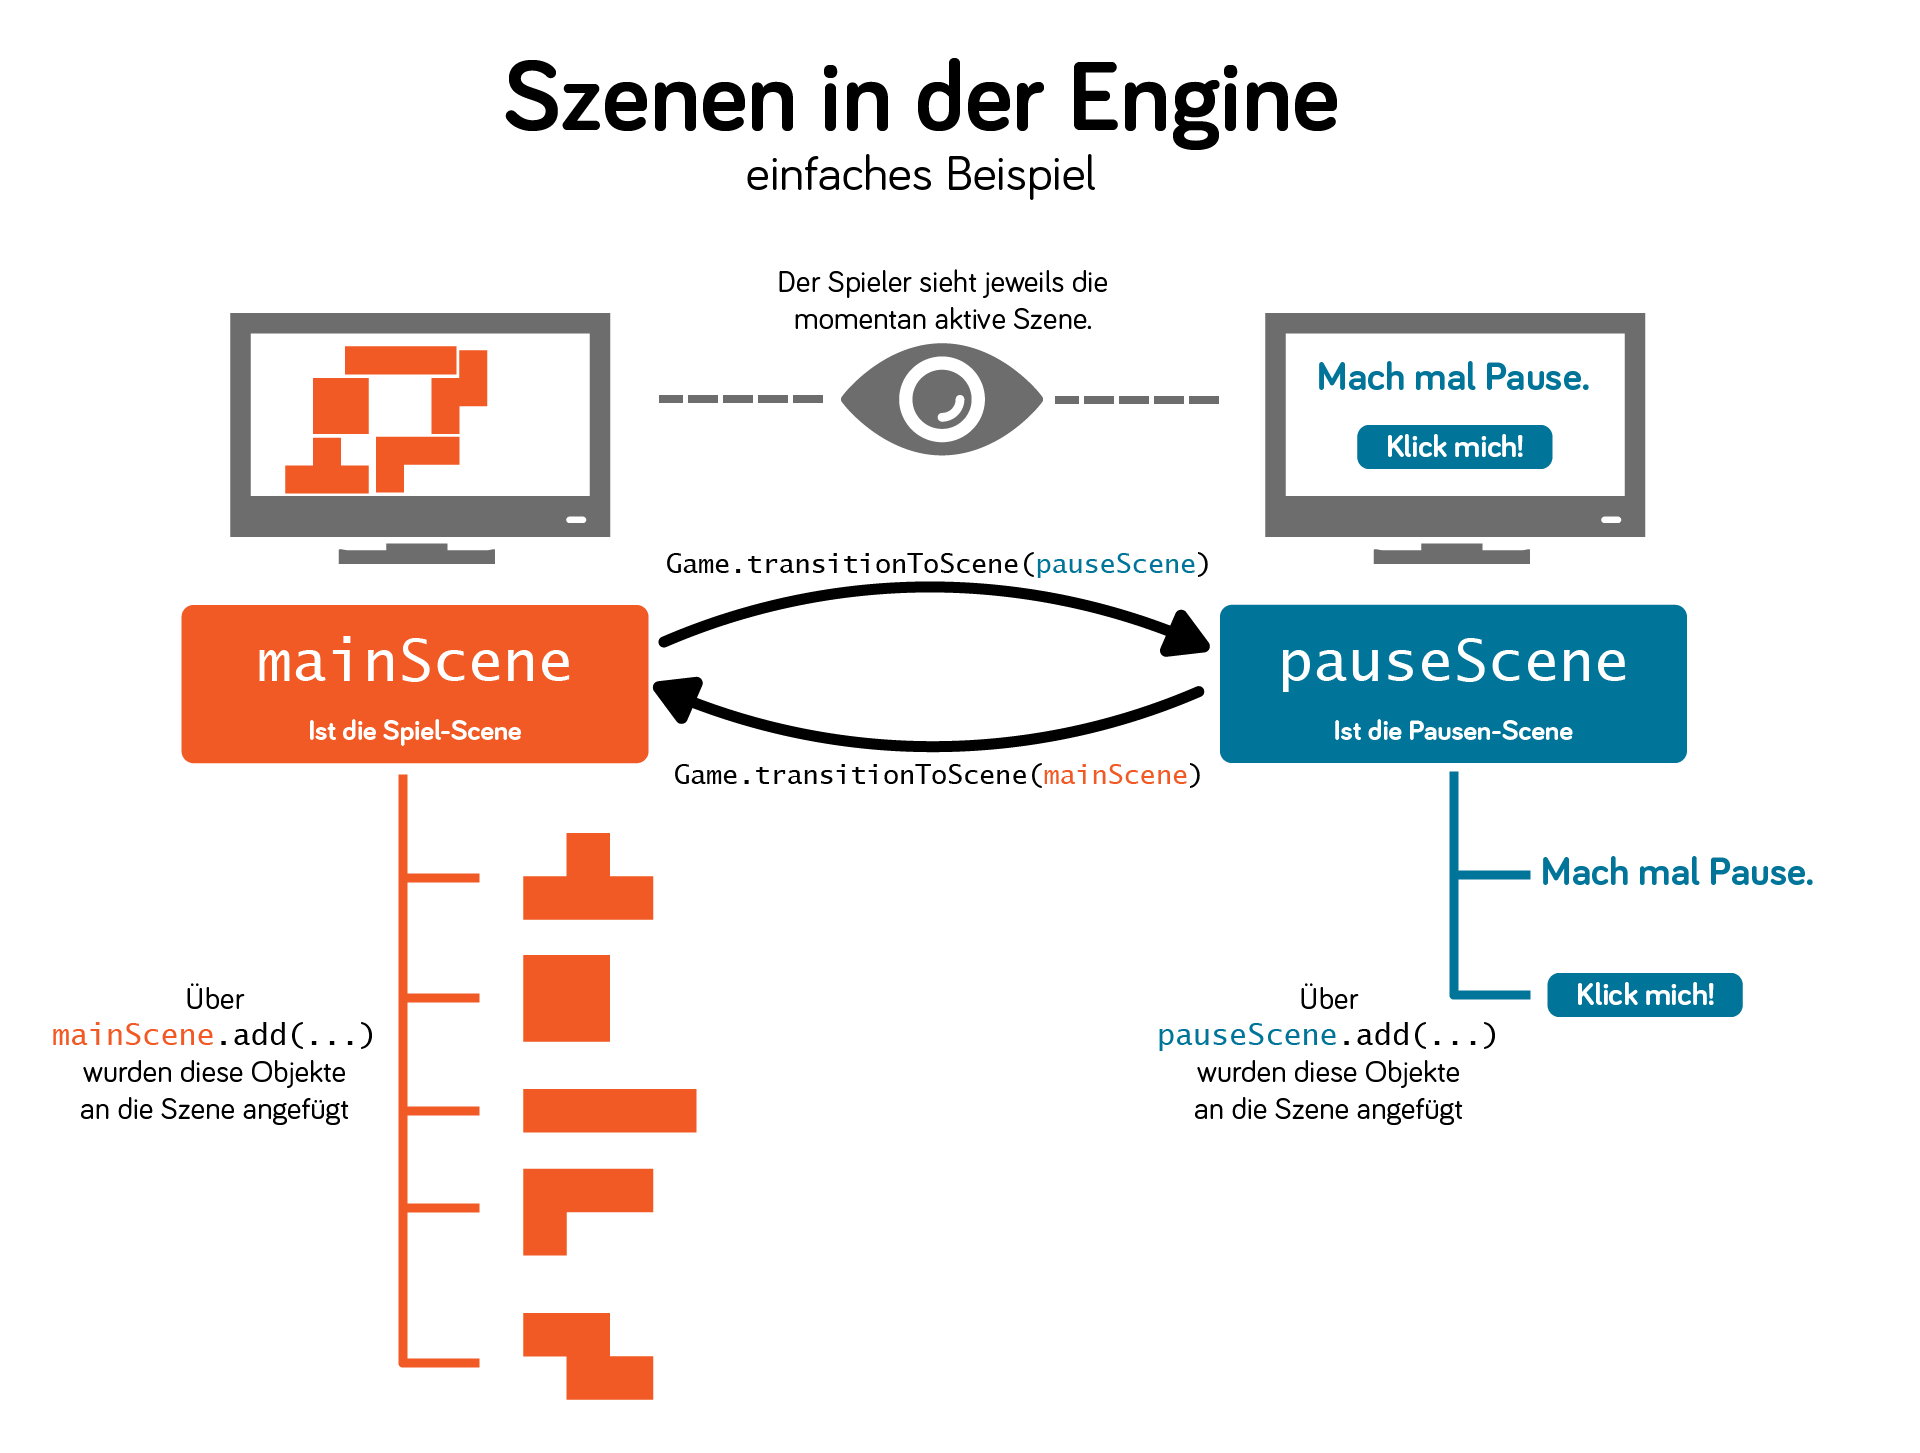 Szenen in der Engine
einfaches Beispiel
Der Spieler sieht jeweils die
momentan aktive Szene.
Mach mal Pause.
Klick mich!
Game.transitionToScene(pauseScene)
mainScene
Ist die Spiel-Scene
pauseScene
Ist die Pausen-Scene
Game.transitionToScene(mainScene)
Über
mainScene.add(...)
wurden diese Objekte
an die Szene angefügt
Mach mal Pause.
Klick mich!
Über
pauseScene.add(...)
wurden diese Objekte
an die Szene angefügt